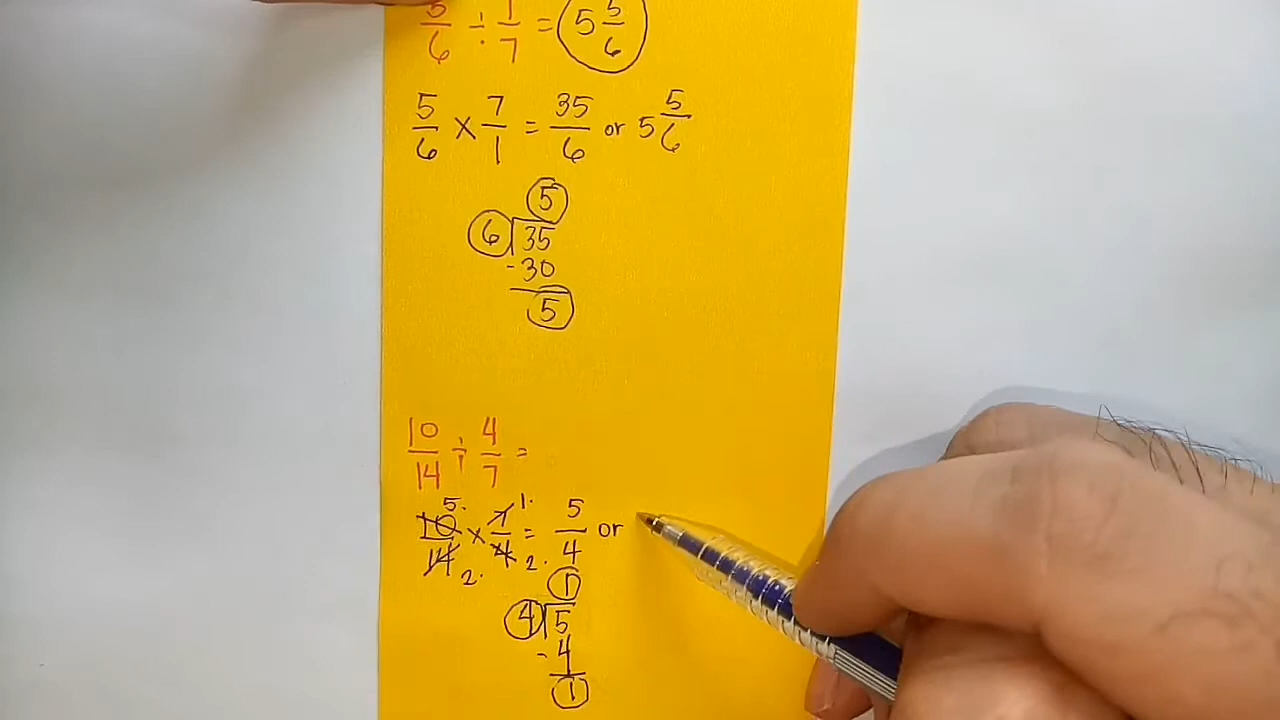 5/6 ÷ 1/7 = 5 5/6
5/6 × 7/1 = 35/6 or 5 5/6
5
6 35
-30
5
10/14 ÷ 4/7 =
5. 1.
10/14 × 7/4 = 5/4 or
2. 2.
1
4 5
-4
1